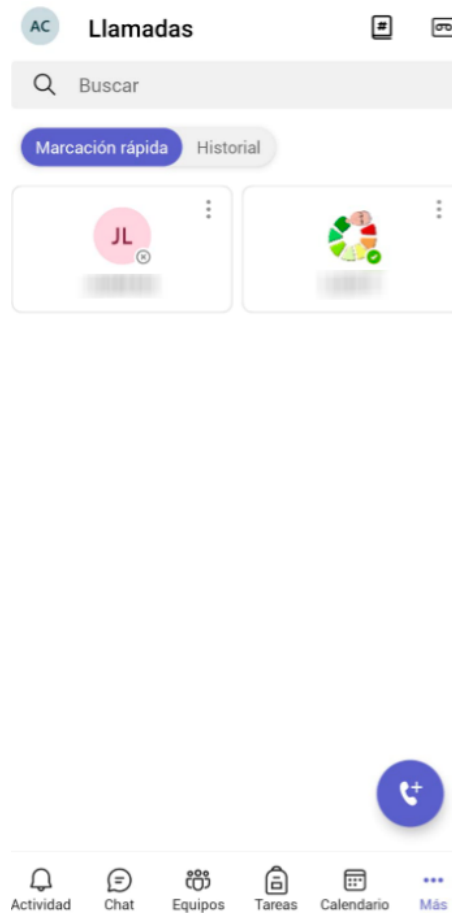 AC Llamadas #
Buscar
Marcación rápida Historial
JL
Actividad Chat Equipos Tareas Calendario Más